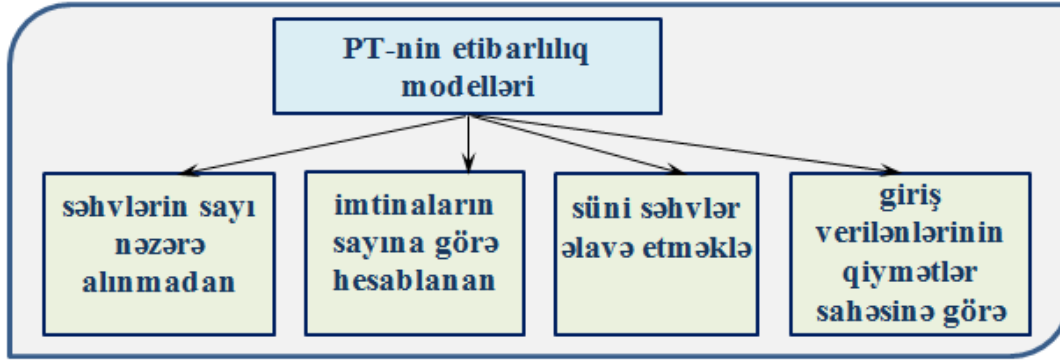 PT-nin etibarlılıq
modelləri
səhvlərin sayı
nəzərə
alınmadan
imtinaların
sayına görə
hesablanan
süni səhvlər
əlavə etməklə
giriş
verilənlərinin
qiymətlər
sahəsinə görə